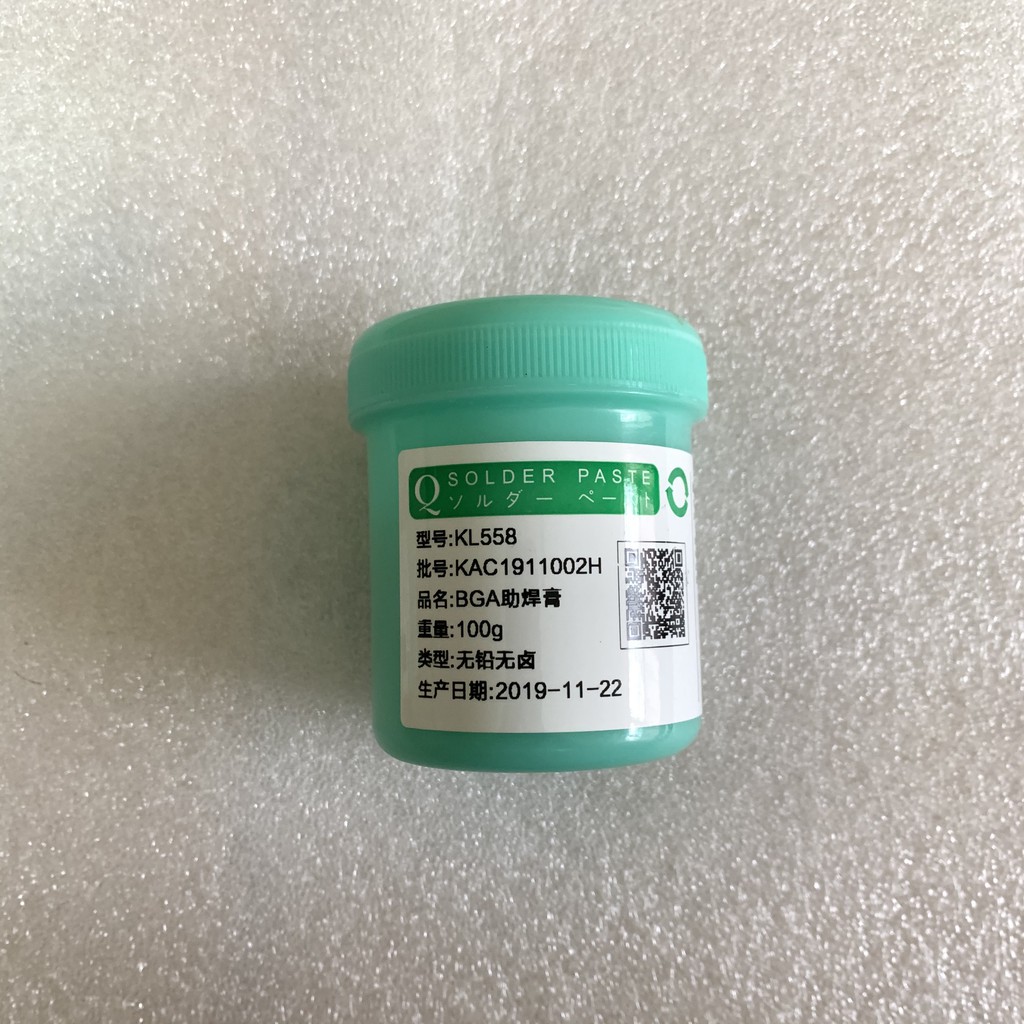 Q SOLDER PASTE
ソルダー ペースト
型号:KL558
批号:KAC1911002H
品名:BGA助焊膏
重量:100g
类型:无铅无卤
生产日期:2019-11-22